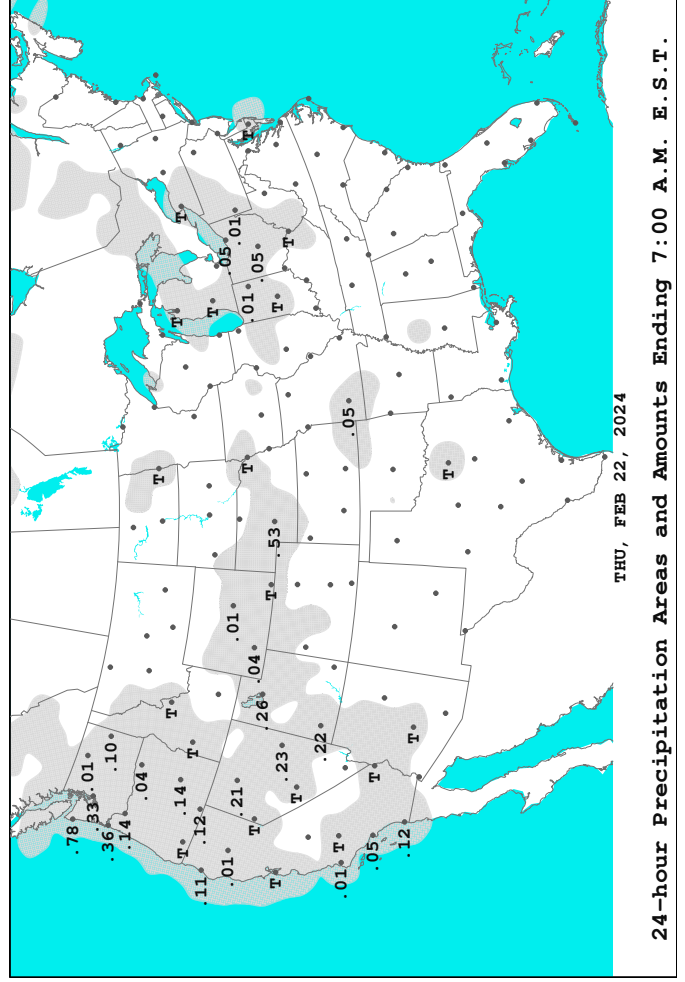 .78
.01
.33
.36
.10
.14
.04
T
T
T
.14
T
T
T
.12
.11
T
.05
.01
.01
.01
.21
T
.01
T
.04
T
.05
.26
T
.53
T
T
.23
T
T
.22
T
.01
.05
.05
T
.12
T
T
THU, FEB 22, 2024
24-hour Precipitation Areas and Amounts Ending 7:00 A.M. E.S.T.